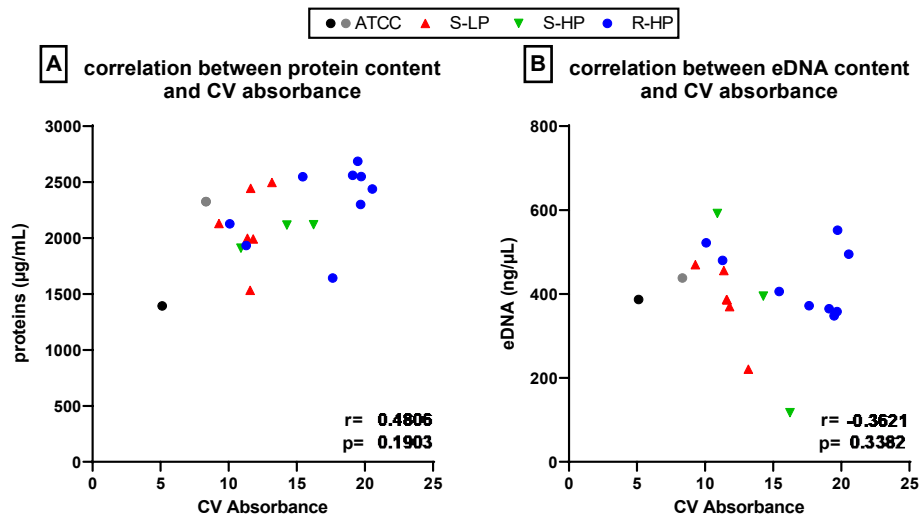 ATCC S-LP S-HP R-HP
A correlation between protein content
and CV absorbance
proteins (µg/mL)
3000
2500
2000
1500
1000
500
0
0 5 10 15 20 25
CV Absorbance
r= 0.4806
p= 0.1903
B correlation between eDNA content
and CV absorbance
eDNA (ng/µL)
800
600
400
200
0
0 5 10 15 20 25
CV Absorbance
r= -0.3621
p= 0.3382